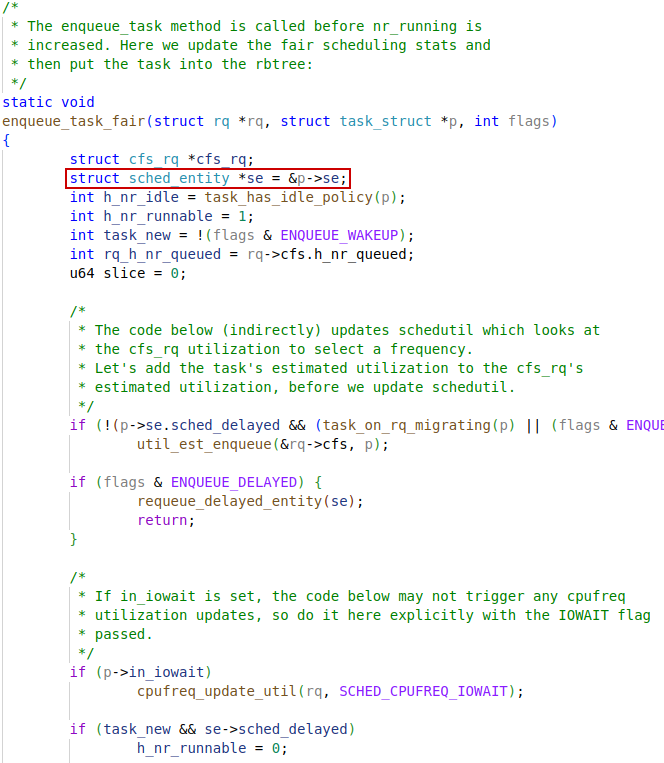 /*
 * The enqueue_task method is called before nr_running is
 * increased. Here we update the fair scheduling stats and
 * then put the task into the rbtree:
 */
static void
enqueue_task_fair(struct rq *rq, struct task_struct *p, int flags)
{
        struct cfs_rq *cfs_rq;
        struct sched_entity *se = &p->se;
        int h_nr_idle = task_has_idle_policy(p);
        int h_nr_runnable = 1;
        int task_new = !(flags & ENQUEUE_WAKEUP);
        int rq_h_nr_queued = rq->cfs.h_nr_queued;
        u64 slice = 0;

        /*
         * The code below (indirectly) updates schedutil which looks at
         * the cfs_rq utilization to select a frequency.
         * Let's add the task's estimated utilization to the cfs_rq's
         * estimated utilization, before we update schedutil.
         */
        if (!(p->se.sched_delayed && (task_on_rq_migrating(p) || (flags & ENQUE
                util_est_enqueue(&rq->cfs, p);

        if (flags & ENQUEUE_DELAYED) {
                requeue_delayed_entity(se);
                return;
        }

        /*
         * If in_iowait is set, the code below may not trigger any cpufreq
         * utilization updates, so do it here explicitly with the IOWAIT flag
         * passed.
         */
        if (p->in_iowait)
                cpufreq_update_util(rq, SCHED_CPUFREQ_IOWAIT);

        if (task_new && se->sched_delayed)
                h_nr_runnable = 0;